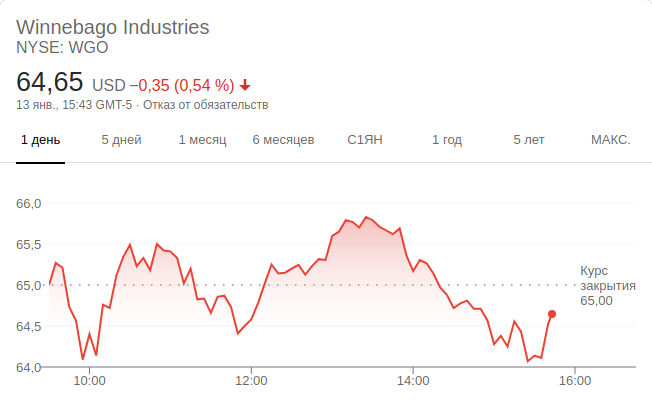 Winnebago Industries
NYSE: WGO
64,65 USD −0,35 (0,54 %)
13 янв., 15:43 GMT-5 · Отказ от обязательств
1 день 5 дней 1 месяц 6 месяцев С1ЯН 1 год 5 лет МАКС.
66,0
65,5
65,0
64,5
64,0
Курс
закрытия
65,00
10:00 12:00 14:00 16:00